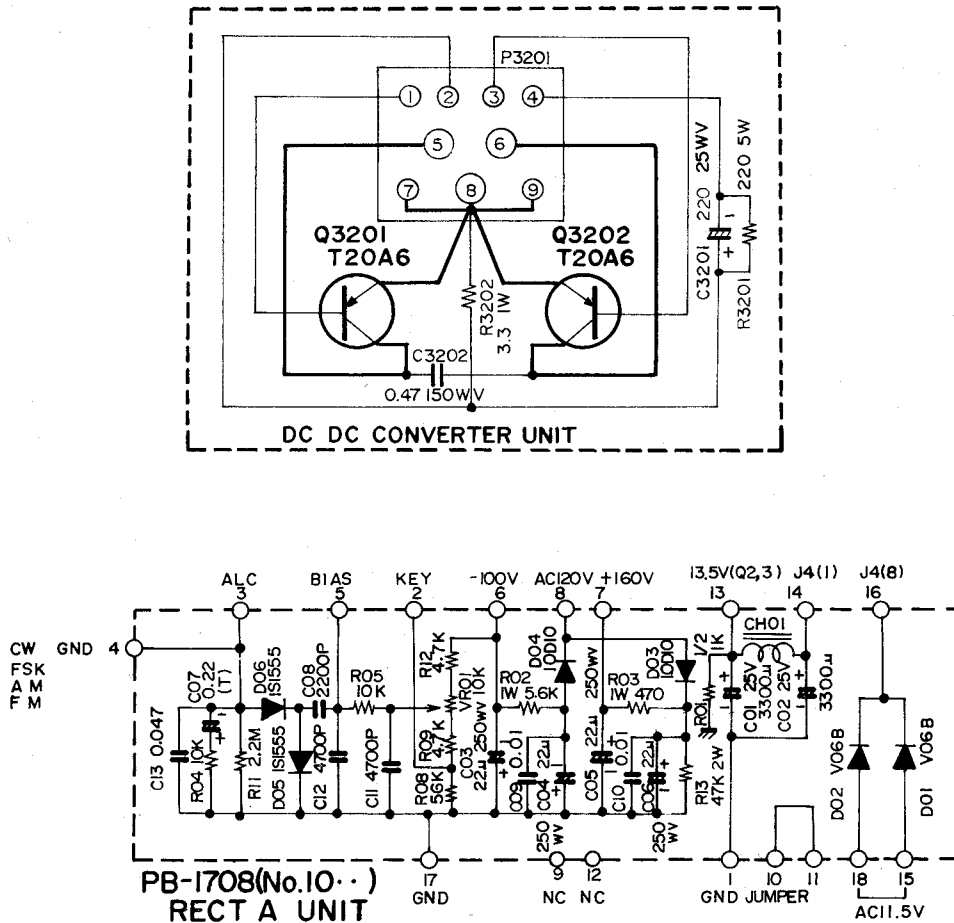 P3201
1 2 3 4
5 6
7 8 9
Q3201
T20A6
Q3202
T20A6
R3202
3.3 1W
C3202
0.47 150WV
C3201 220 25WV
R3201 220 5W
DC DC CONVERTER UNIT
ALC
3
BIAS
5
KEY
2
-100V
6
AC120V
8
+160V
7
13.5V(Q2,3)
13
J4(1)
14
J4(8)
16
CW GND 4
FSK
AM
FM
C13 0.047
C07
0.22
(T)
R04 10K
R11 2.2M
D06
1S1555
D05 1S1555
C08
2200P
C12 4700P
R05
10K
C11 4700P
R12
4.7K
VR01
10K
R09
4.7K
R08
56K
C03
22μ 250WV
R02
1W 5.6K
C09 0.01
C04 22μ
250
WV
D04
10D10
C05 22μ
250WV
R03
1W 470
C10 0.01
C06 22μ
250
WV
D03
10D10
R13
47K 2W
R01
1/2
1K
CH01
C01 25V
3300μ
C02 25V
3300μ
D02 V06B
D01 V06B
17
GND
9
NC
12
NC
1
GND
10
JUMPER
11
18
15
AC11.5V
PB-1708(No.10··)
RECT A UNIT